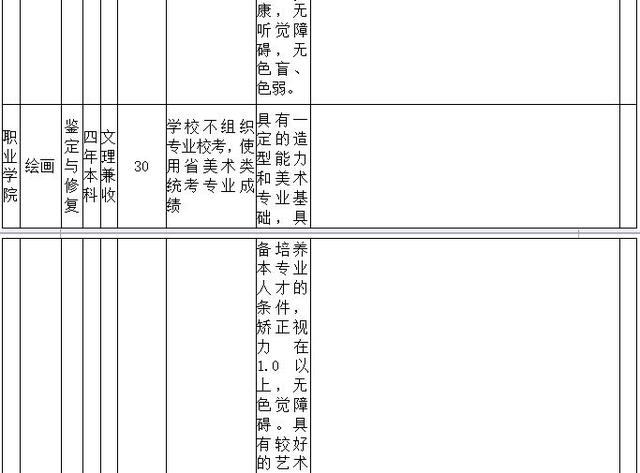 康，无
听觉障
碍，无
色盲、
色弱。
职业学院
绘画
鉴定与修复
四年本科
文理兼收
30
学校不组织
专业校考，使
用省美术类
统考专业成
绩
具有一
定的造
型能力
和美术
专业基
础，具
备培养
本专业
人才的
条件，
矫正视
力在
1.0以
上，无
色觉障
碍。具
有较好
的艺术